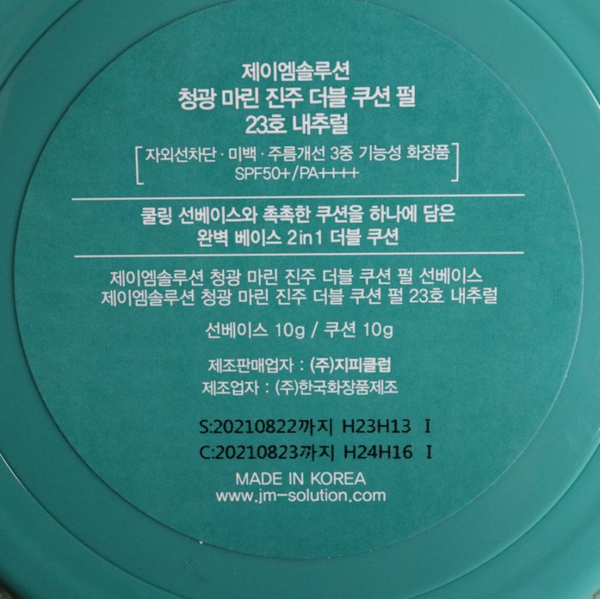 제이엠솔루션
청광 마린 진주 더블 쿠션 펄
23호 내추럴
[자외선차단 · 미백 · 주름개선 3중 기능성 화장품
SPF50+/PA++++]
쿨링 선베이스와 촉촉한 쿠션을 하나에 담은
완벽 베이스 2in1 더블 쿠션
제이엠솔루션 청광 마린 진주 더블 쿠션 펄 선베이스
제이엠솔루션 청광 마린 진주 더블 쿠션 펄 23호 내추럴
선베이스 10g / 쿠션 10g
제조판매업자 : (주)지피클럽
제조업자 : (주)한국화장품제조
S:20210822까지 H23H13 I
C:20210823까지 H24H16 I
MADE IN KOREA
www.jm-solution.com